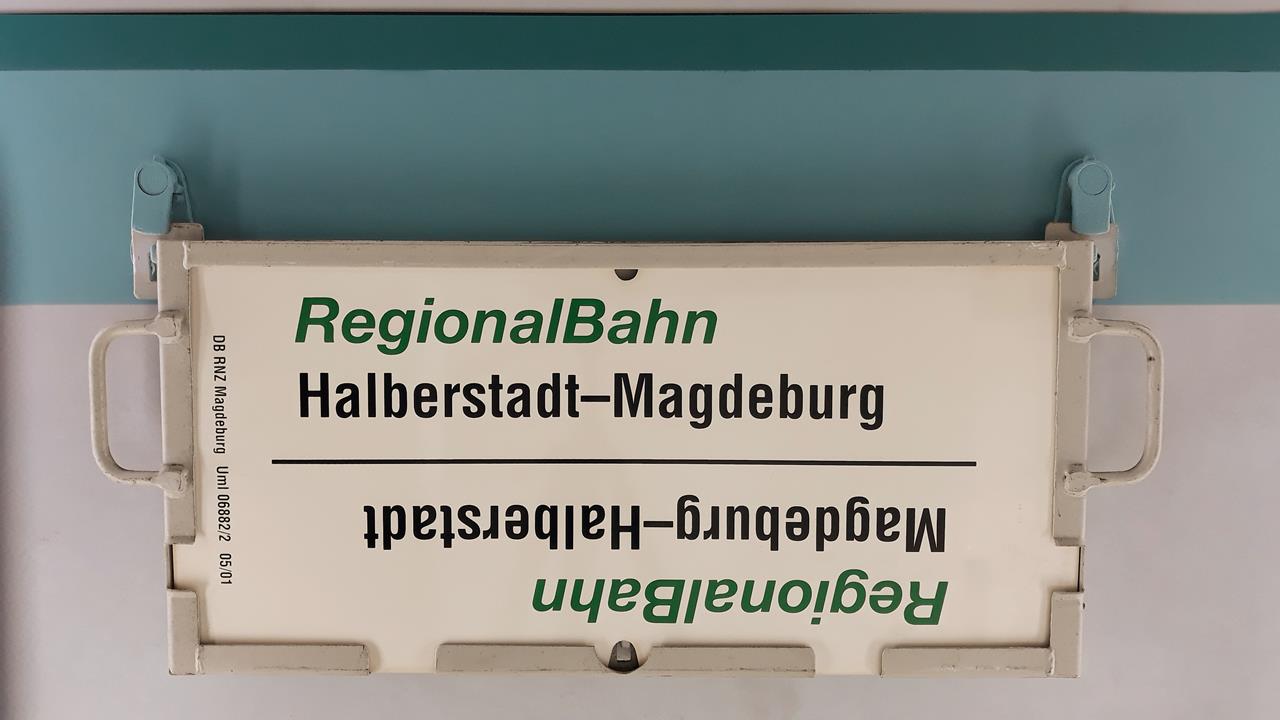 RegionalBahn
Halberstadt–Magdeburg
Magdeburg–Halberstadt
RegionalBahn
DB RNZ Magdeburg Uml 06882/2 05/01